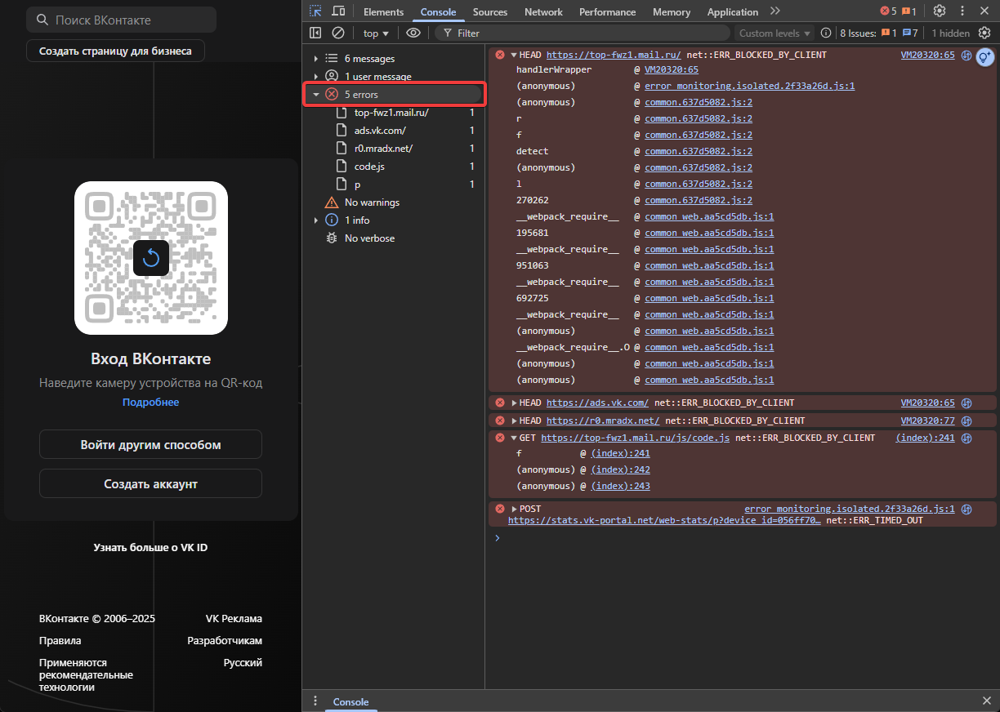 Поиск ВКонтакте
Создать страницу для бизнеса
Вход ВКонтакте
Наведите камеру устройства на QR-код
Подробнее
Войти другим способом
Создать аккаунт
Узнать больше о VK ID
ВКонтакте © 2006–2025 VK Реклама
Правила Разработчикам
Применяются рекомендательные технологии Русский
Elements Console Sources Network Performance Memory Application 5 1
top Filter Custom levels 8 Issues: 1 7 1 hidden
6 messages
1 user message
5 errors
top-fwz1.mail.ru/ 1
ads.vk.com/ 1
r0.mradx.net/ 1
code.js 1
p 1
No warnings
1 info
No verbose
HEAD https://top-fwz1.mail.ru/ net::ERR_BLOCKED_BY_CLIENT VM20320:65
handlerWrapper @ VM20320:65
(anonymous) @ error_monitoring.isolated.2f33a26d.js:1
(anonymous) @ common.637d5082.js:2
r @ common.637d5082.js:2
f @ common.637d5082.js:2
detect @ common.637d5082.js:2
(anonymous) @ common.637d5082.js:2
l @ common.637d5082.js:2
270262 @ common.637d5082.js:2
__webpack_require__ @ common_web.aa5cd5db.js:1
195681 @ common_web.aa5cd5db.js:1
__webpack_require__ @ common_web.aa5cd5db.js:1
951063 @ common_web.aa5cd5db.js:1
__webpack_require__ @ common_web.aa5cd5db.js:1
692725 @ common_web.aa5cd5db.js:1
__webpack_require__ @ common_web.aa5cd5db.js:1
(anonymous) @ common_web.aa5cd5db.js:1
__webpack_require__.O @ common_web.aa5cd5db.js:1
(anonymous) @ common_web.aa5cd5db.js:1
(anonymous) @ common_web.aa5cd5db.js:1
HEAD https://ads.vk.com/ net::ERR_BLOCKED_BY_CLIENT VM20320:65
HEAD https://r0.mradx.net/ net::ERR_BLOCKED_BY_CLIENT VM20320:77
GET https://top-fwz1.mail.ru/js/code.js net::ERR_BLOCKED_BY_CLIENT (index):241
f @ (index):241
(anonymous) @ (index):242
(anonymous) @ (index):243
POST error_monitoring.isolated.2f33a26d.js:1
https://stats.vk-portal.net/web-stats/p?device_id=056ff70… net::ERR_TIMED_OUT
Console